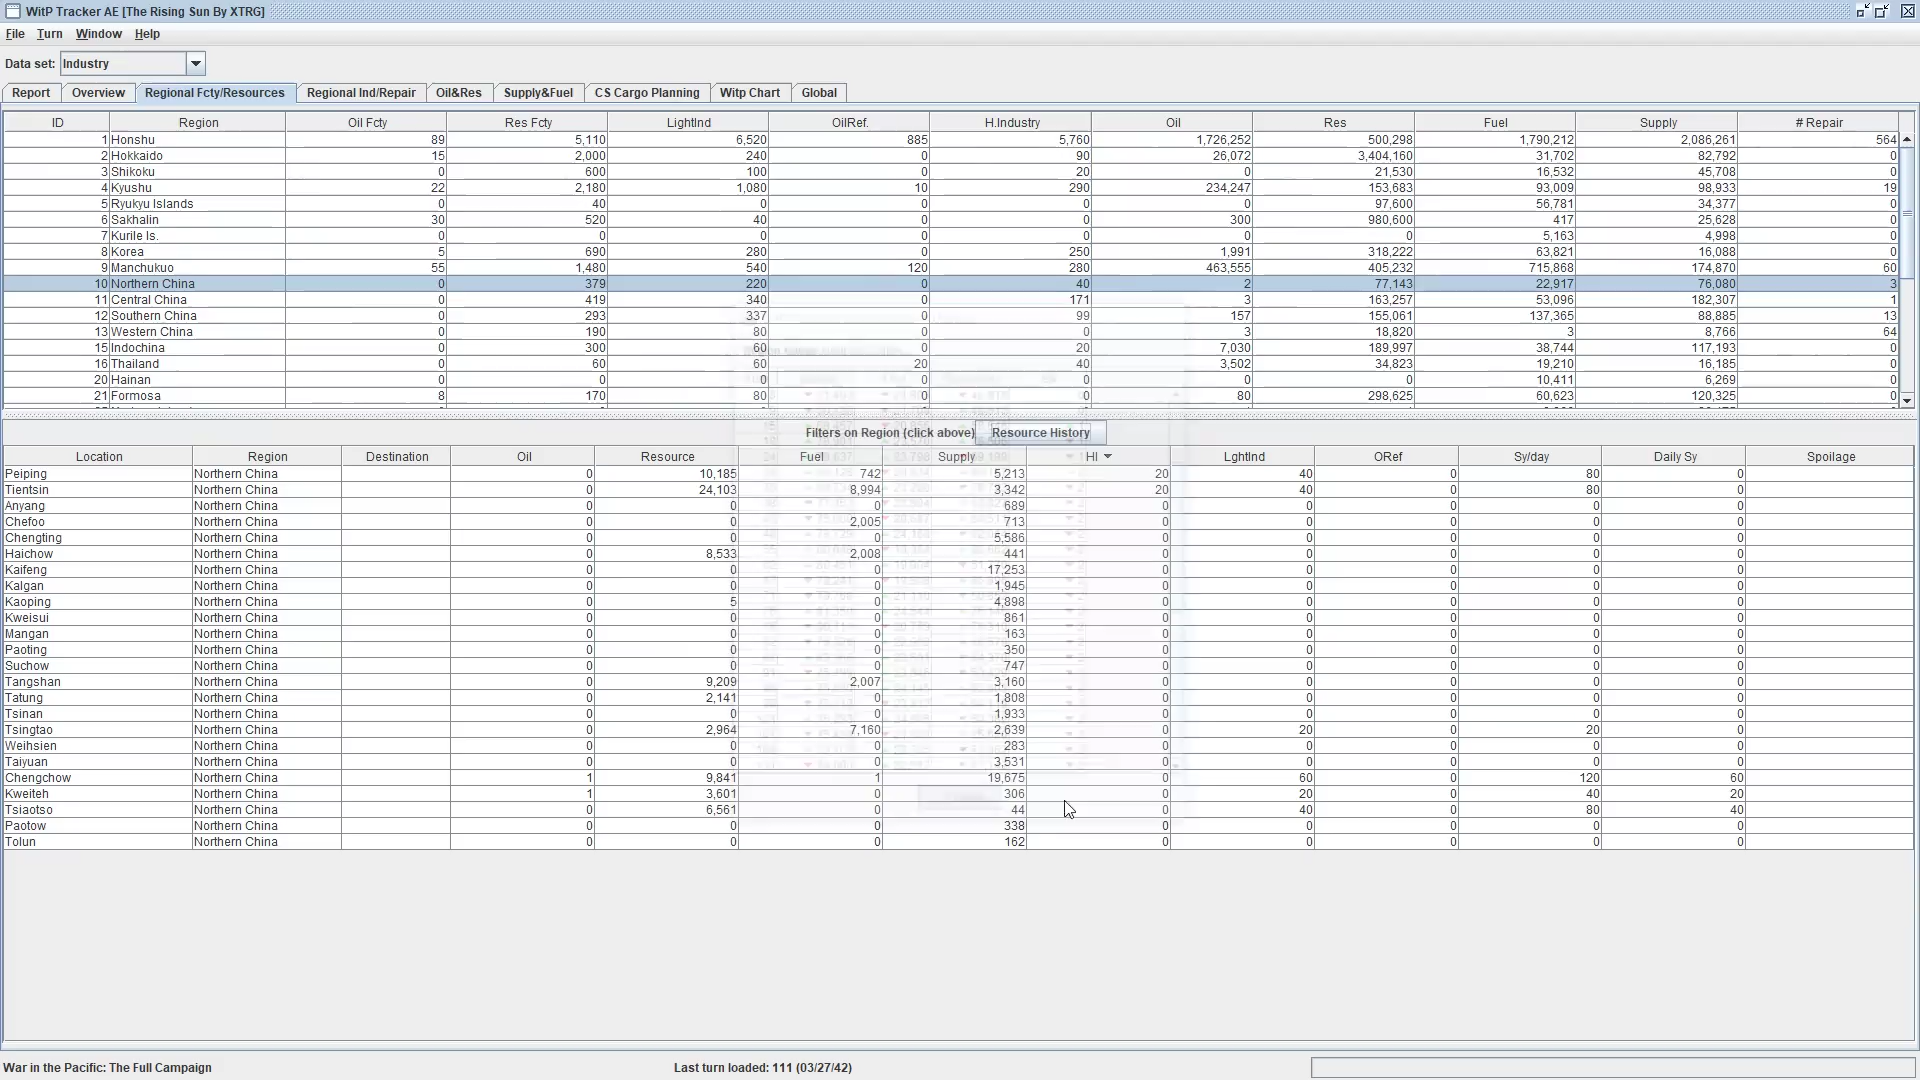 WitP Tracker AE [The Rising Sun By XTRG]
File Turn Window Help
Data set: Industry
Report Overview Regional Fcty/Resources Regional Ind/Repair Oil&Res Supply&Fuel CS Cargo Planning Witp Chart Global
ID Region Oil Fcty Res Fcty LightInd OilRef. H.Industry Oil Res Fuel Supply # Repair
1 Honshu 89 5,110 6,520 885 5,760 1,726,252 500,298 1,790,212 2,086,261 564
2 Hokkaido 15 2,000 240 0 90 26,072 3,404,160 31,702 82,792 0
3 Shikoku 0 600 100 0 20 0 21,530 16,532 45,708 0
4 Kyushu 22 2,180 1,080 10 290 234,247 153,683 93,009 98,933 19
5 Ryukyu Islands 0 40 0 0 0 0 97,600 56,781 34,377 0
6 Sakhalin 30 520 40 0 0 300 980,600 417 25,628 0
7 Kurile Is. 0 0 0 0 0 0 0 5,163 4,998 0
8 Korea 5 690 280 0 250 1,991 318,222 63,821 16,088 0
9 Manchukuo 55 1,480 540 120 280 463,555 405,232 715,868 174,870 60
10 Northern China 0 379 220 0 40 2 77,143 22,917 76,080 3
11 Central China 0 419 340 0 171 3 163,257 53,096 182,307 1
12 Southern China 0 293 337 0 99 157 155,061 137,365 88,885 13
13 Western China 0 190 80 0 0 3 18,820 3 8,766 64
15 Indochina 0 300 60 0 20 7,030 189,997 38,744 117,193 0
16 Thailand 0 60 60 20 40 3,502 34,823 19,210 16,185 0
20 Hainan 0 0 0 0 0 0 0 10,411 6,269 0
21 Formosa 8 170 80 0 0 80 298,625 60,623 120,325 0
Filters on Region (click above) Resource History
Location Region Destination Oil Resource Fuel Supply HI LghtInd ORef Sy/day Daily Sy Spoilage
Peiping Northern China 0 10,185 742 5,213 20 40 0 80 0
Tientsin Northern China 0 24,103 8,994 3,342 20 40 0 80 0
Anyang Northern China 0 0 0 689 0 0 0 0 0
Chefoo Northern China 0 0 2,005 713 0 0 0 0 0
Chengting Northern China 0 0 0 5,586 0 0 0 0 0
Haichow Northern China 0 8,533 2,008 441 0 0 0 0 0
Kaifeng Northern China 0 0 0 17,253 0 0 0 0 0
Kalgan Northern China 0 0 0 1,945 0 0 0 0 0
Kaoping Northern China 0 5 0 4,898 0 0 0 0 0
Kweisui Northern China 0 0 0 861 0 0 0 0 0
Mangan Northern China 0 0 0 163 0 0 0 0 0
Paoting Northern China 0 0 0 350 0 0 0 0 0
Suchow Northern China 0 0 0 747 0 0 0 0 0
Tangshan Northern China 0 9,209 2,007 3,160 0 0 0 0 0
Tatung Northern China 0 2,141 0 1,808 0 0 0 0 0
Tsinan Northern China 0 0 0 1,933 0 0 0 0 0
Tsingtao Northern China 0 2,964 7,160 2,639 0 20 0 20 0
Weihsien Northern China 0 0 0 283 0 0 0 0 0
Taiyuan Northern China 0 0 0 3,531 0 0 0 0 0
Chengchow Northern China 1 9,841 1 19,675 0 60 0 120 60
Kweiteh Northern China 1 3,601 0 306 0 20 0 40 20
Tsiaotso Northern China 0 6,561 0 44 0 40 0 80 40
Paotow Northern China 0 0 0 338 0 0 0 0 0
Tolun Northern China 0 0 0 162 0 0 0 0 0
War in the Pacific: The Full Campaign Last turn loaded: 111 (03/27/42)